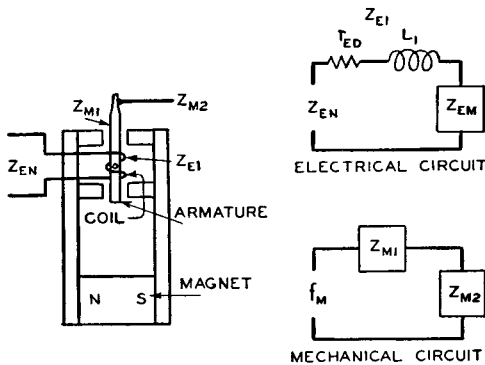 Z_M1
Z_M2
Z_EN
Z_E1
COIL
ARMATURE
MAGNET
N S
Z_E1
r_ED L_1
Z_EN
Z_EM
ELECTRICAL CIRCUIT
Z_M1
f_M
Z_M2
MECHANICAL CIRCUIT